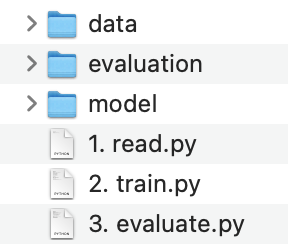 data
evaluation
model
1. read.py
2. train.py
3. evaluate.py